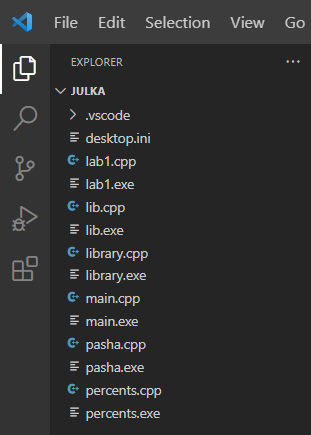 File Edit Selection View Go
EXPLORER ...
JULKA
.vscode
desktop.ini
lab1.cpp
lab1.exe
lib.cpp
lib.exe
library.cpp
library.exe
main.cpp
main.exe
pasha.cpp
pasha.exe
percents.cpp
percents.exe